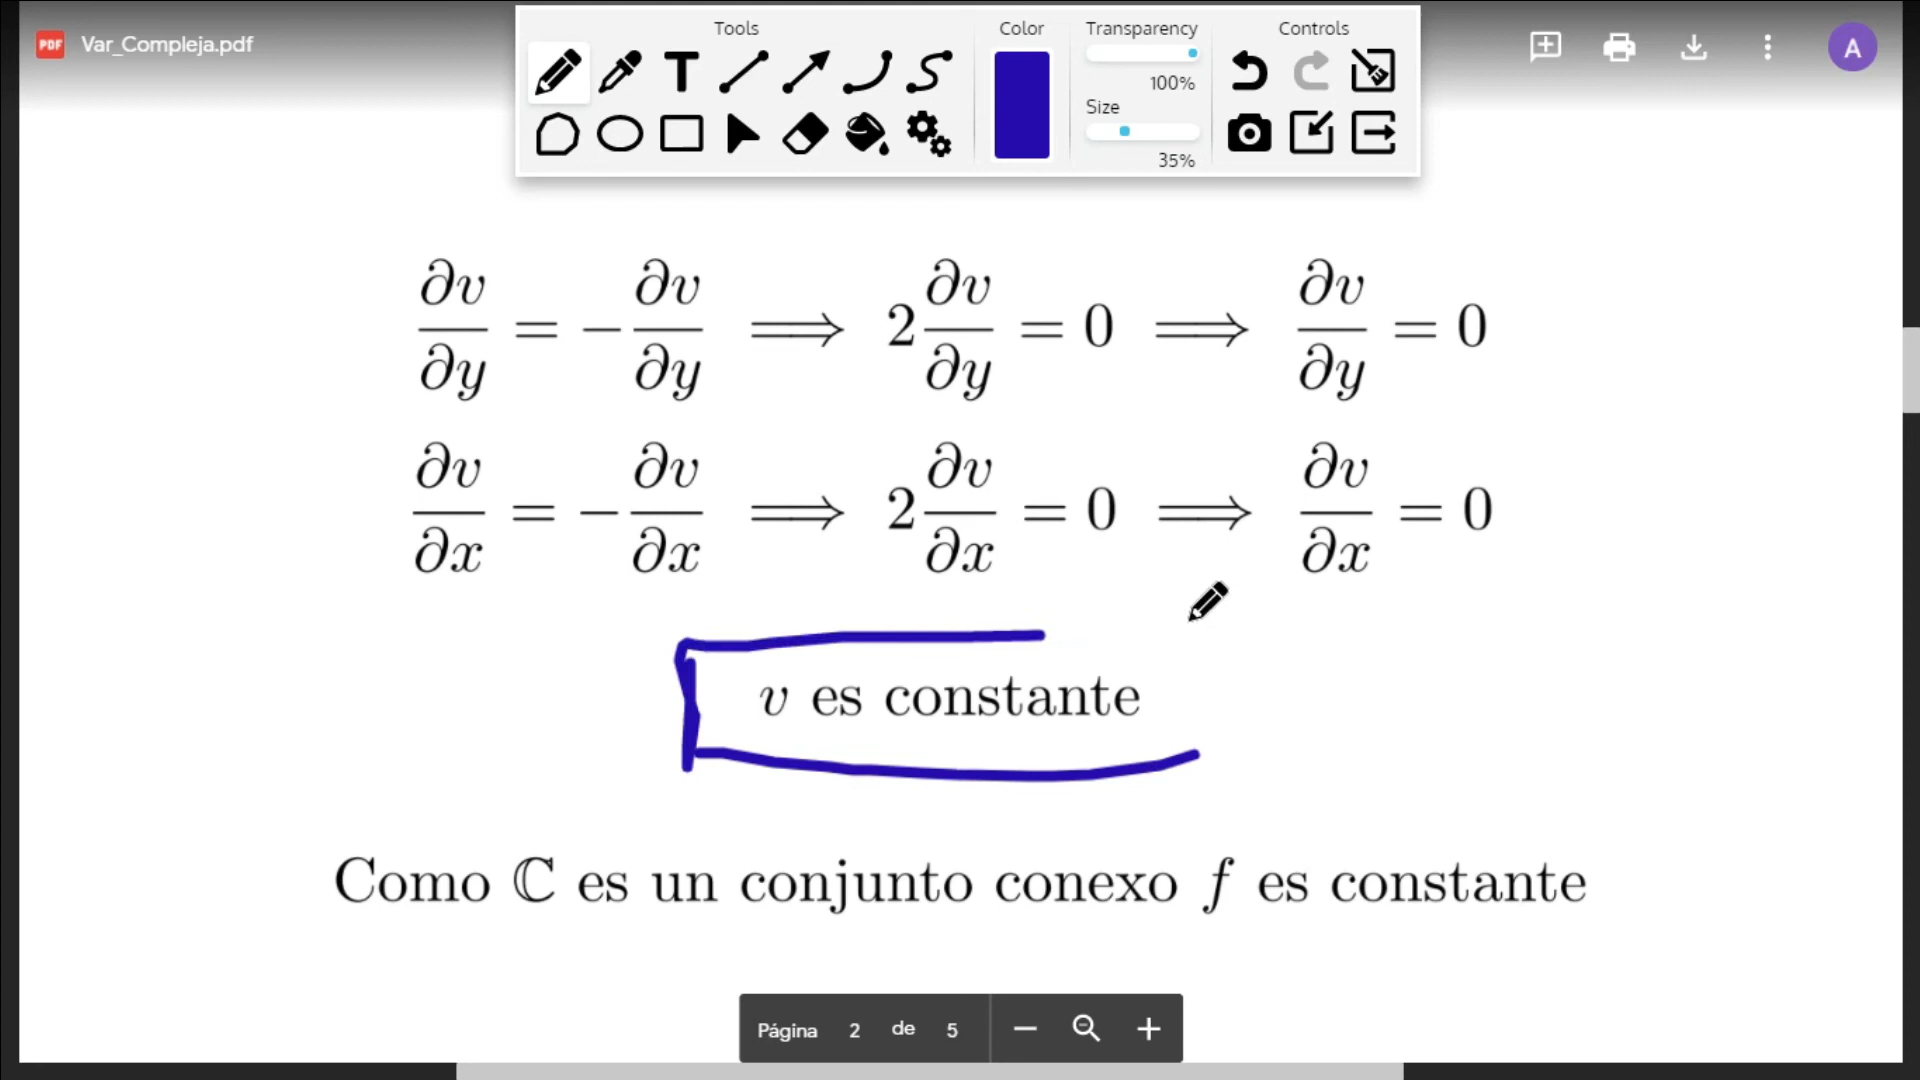 PDF Var_Compleja.pdf
Tools
Color
Transparency
100%
Size
35%
Controls
A
∂v/∂y = −∂v/∂y ⟹ 2∂v/∂y = 0 ⟹ ∂v/∂y = 0
∂v/∂x = −∂v/∂x ⟹ 2∂v/∂x = 0 ⟹ ∂v/∂x = 0
v es constante
Como ℂ es un conjunto conexo f es constante
Página 2 de 5